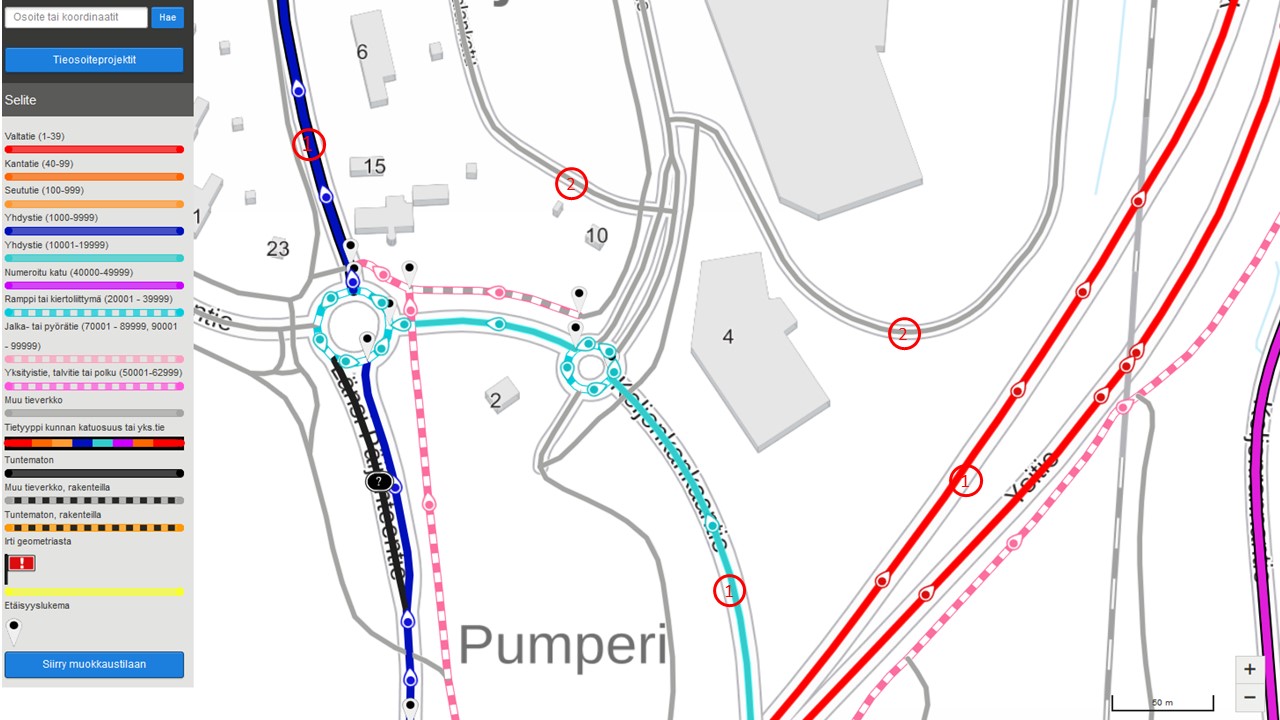 Osoite tai koordinaatit
Hae
Tieosoiteprojektit
Selite
Valtatie (1-39)
Kantatie (40-99)
Seututie (100-999)
Yhdystie (1000-9999)
Yhdystie (10001-19999)
Numeroitu katu (40000-49999)
Ramppi tai kiertoliittymä (20001 - 39999)
Jalka- tai pyörätie (70001 - 89999, 90001
- 99999)
Yksityistie, talvitie tai polku (50001-62999)
Muu tieverkko
Tietyyppi kunnan katuosuus tai yks.tie
Tuntematon
Muu tieverkko, rakenteilla
Tuntematon, rakenteilla
Irti geometriasta
Etäisyyslukema
Siirry muokkaustilaan
6
1
15
2
1
10
23
4
2
2
?
Ysitie
1
1
Pumperi
+
−
50 m